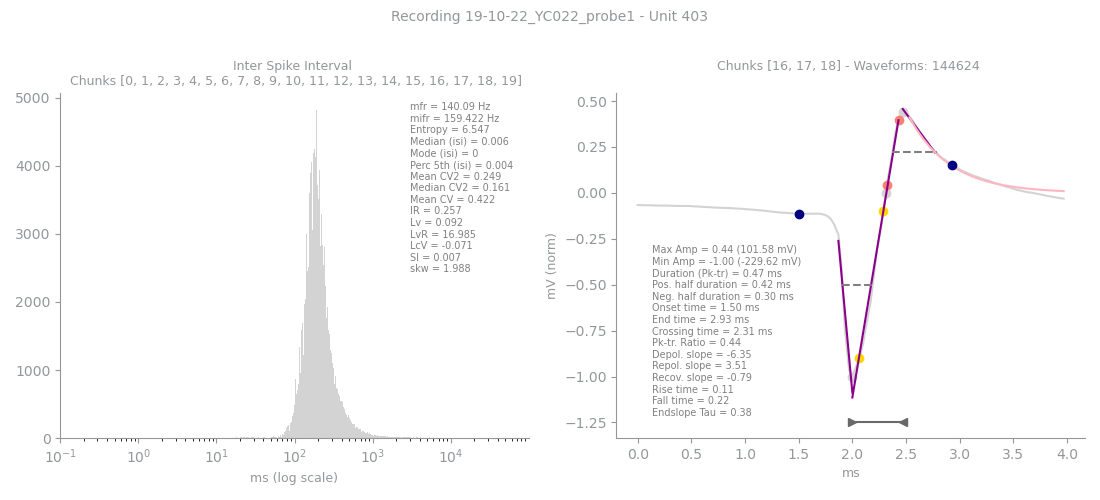 Recording 19-10-22_YC022_probe1 - Unit 403
Inter Spike Interval
Chunks [0, 1, 2, 3, 4, 5, 6, 7, 8, 9, 10, 11, 12, 13, 14, 15, 16, 17, 18, 19]
5000
4000
3000
2000
1000
0
mfr = 140.09 Hz
mifr = 159.422 Hz
Entropy = 6.547
Median (isi) = 0.006
Mode (isi) = 0
Perc 5th (isi) = 0.004
Mean CV2 = 0.249
Median CV2 = 0.161
Mean CV = 0.422
IR = 0.257
Lv = 0.092
LvR = 16.985
LcV = -0.071
SI = 0.007
skw = 1.988
10⁻¹ 10⁰ 10¹ 10² 10³ 10⁴
ms (log scale)
Chunks [16, 17, 18] - Waveforms: 144624
mV (norm)
0.50
0.25
0.00
−0.25
−0.50
−0.75
−1.00
−1.25
Max Amp = 0.44 (101.58 mV)
Min Amp = -1.00 (-229.62 mV)
Duration (Pk-tr) = 0.47 ms
Pos. half duration = 0.42 ms
Neg. half duration = 0.30 ms
Onset time = 1.50 ms
End time = 2.93 ms
Crossing time = 2.31 ms
Pk-tr. Ratio = 0.44
Depol. slope = -6.35
Repol. slope = 3.51
Recov. slope = -0.79
Rise time = 0.11
Fall time = 0.22
Endslope Tau = 0.38
0.0 0.5 1.0 1.5 2.0 2.5 3.0 3.5 4.0
ms